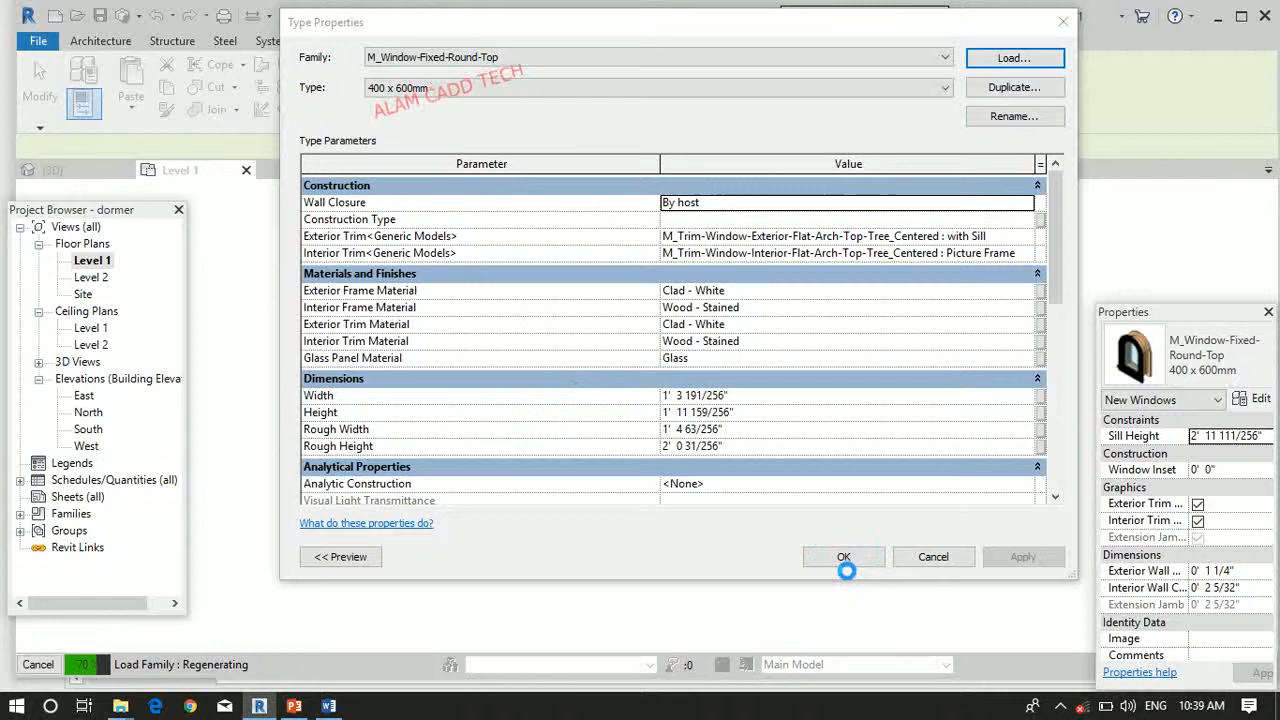 Type Properties
Family:
M_Window-Fixed-Round-Top
Load...
File
Architecture
Structure
Steel
Type:
400 x 600mm
Duplicate...
Modify
Paste
Cope
Cut
Join
ALAM CADD TECH
Rename...
Type Parameters
{3D}
Level 1
Parameter
Value
=
Construction
Wall Closure
By host
Construction Type
Exterior Trim<Generic Models>
M_Trim-Window-Exterior-Flat-Arch-Top-Tree_Centered : with Sill
Interior Trim<Generic Models>
M_Trim-Window-Interior-Flat-Arch-Top-Tree_Centered : Picture Frame
Materials and Finishes
Exterior Frame Material
Clad - White
Interior Frame Material
Wood - Stained
Exterior Trim Material
Clad - White
Interior Trim Material
Wood - Stained
Glass Panel Material
Glass
Dimensions
Width
1' 3 191/256"
Height
1' 11 159/256"
Rough Width
1' 4 63/256"
Rough Height
2' 0 31/256"
Analytical Properties
Analytic Construction
<None>
Visual Light Transmittance
What do these properties do?
<< Preview
OK
Cancel
Apply
Project Browser - dormer
Views (all)
Floor Plans
Level 1
Level 2
Site
Ceiling Plans
Level 1
Level 2
3D Views
Elevations (Building Eleva
East
North
South
West
Legends
Schedules/Quantities (all)
Sheets (all)
Families
Groups
Revit Links
Properties
M_Window-Fixed-
Round-Top
400 x 600mm
New Windows
Edit
Constraints
Sill Height
2' 11 111/256"
Construction
Window Inset
0' 0"
Graphics
Exterior Trim ...
Interior Trim ...
Extension Jam...
Dimensions
Exterior Wall ...
0' 1 1/4"
Interior Wall C...
0' 2 5/32"
Extension Jamb
0' 2 5/32"
Identity Data
Image
Comments
Properties help
App
Cancel
70 %
Load Family : Regenerating
:0
Main Model
10:39 AM